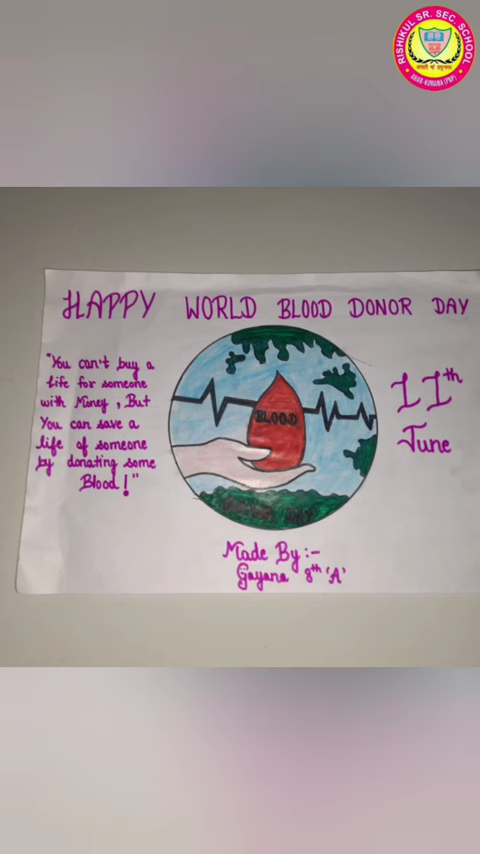 RISHIKUL SR. SEC. SCHOOL
HAPPY WORLD BLOOD DONOR DAY
"You can't buy a
life for someone
with Money, But
You can save a
life of someone
by donating some
Blood!"
BLOOD
11th
June
Made By:-
Gayana 8th 'A'